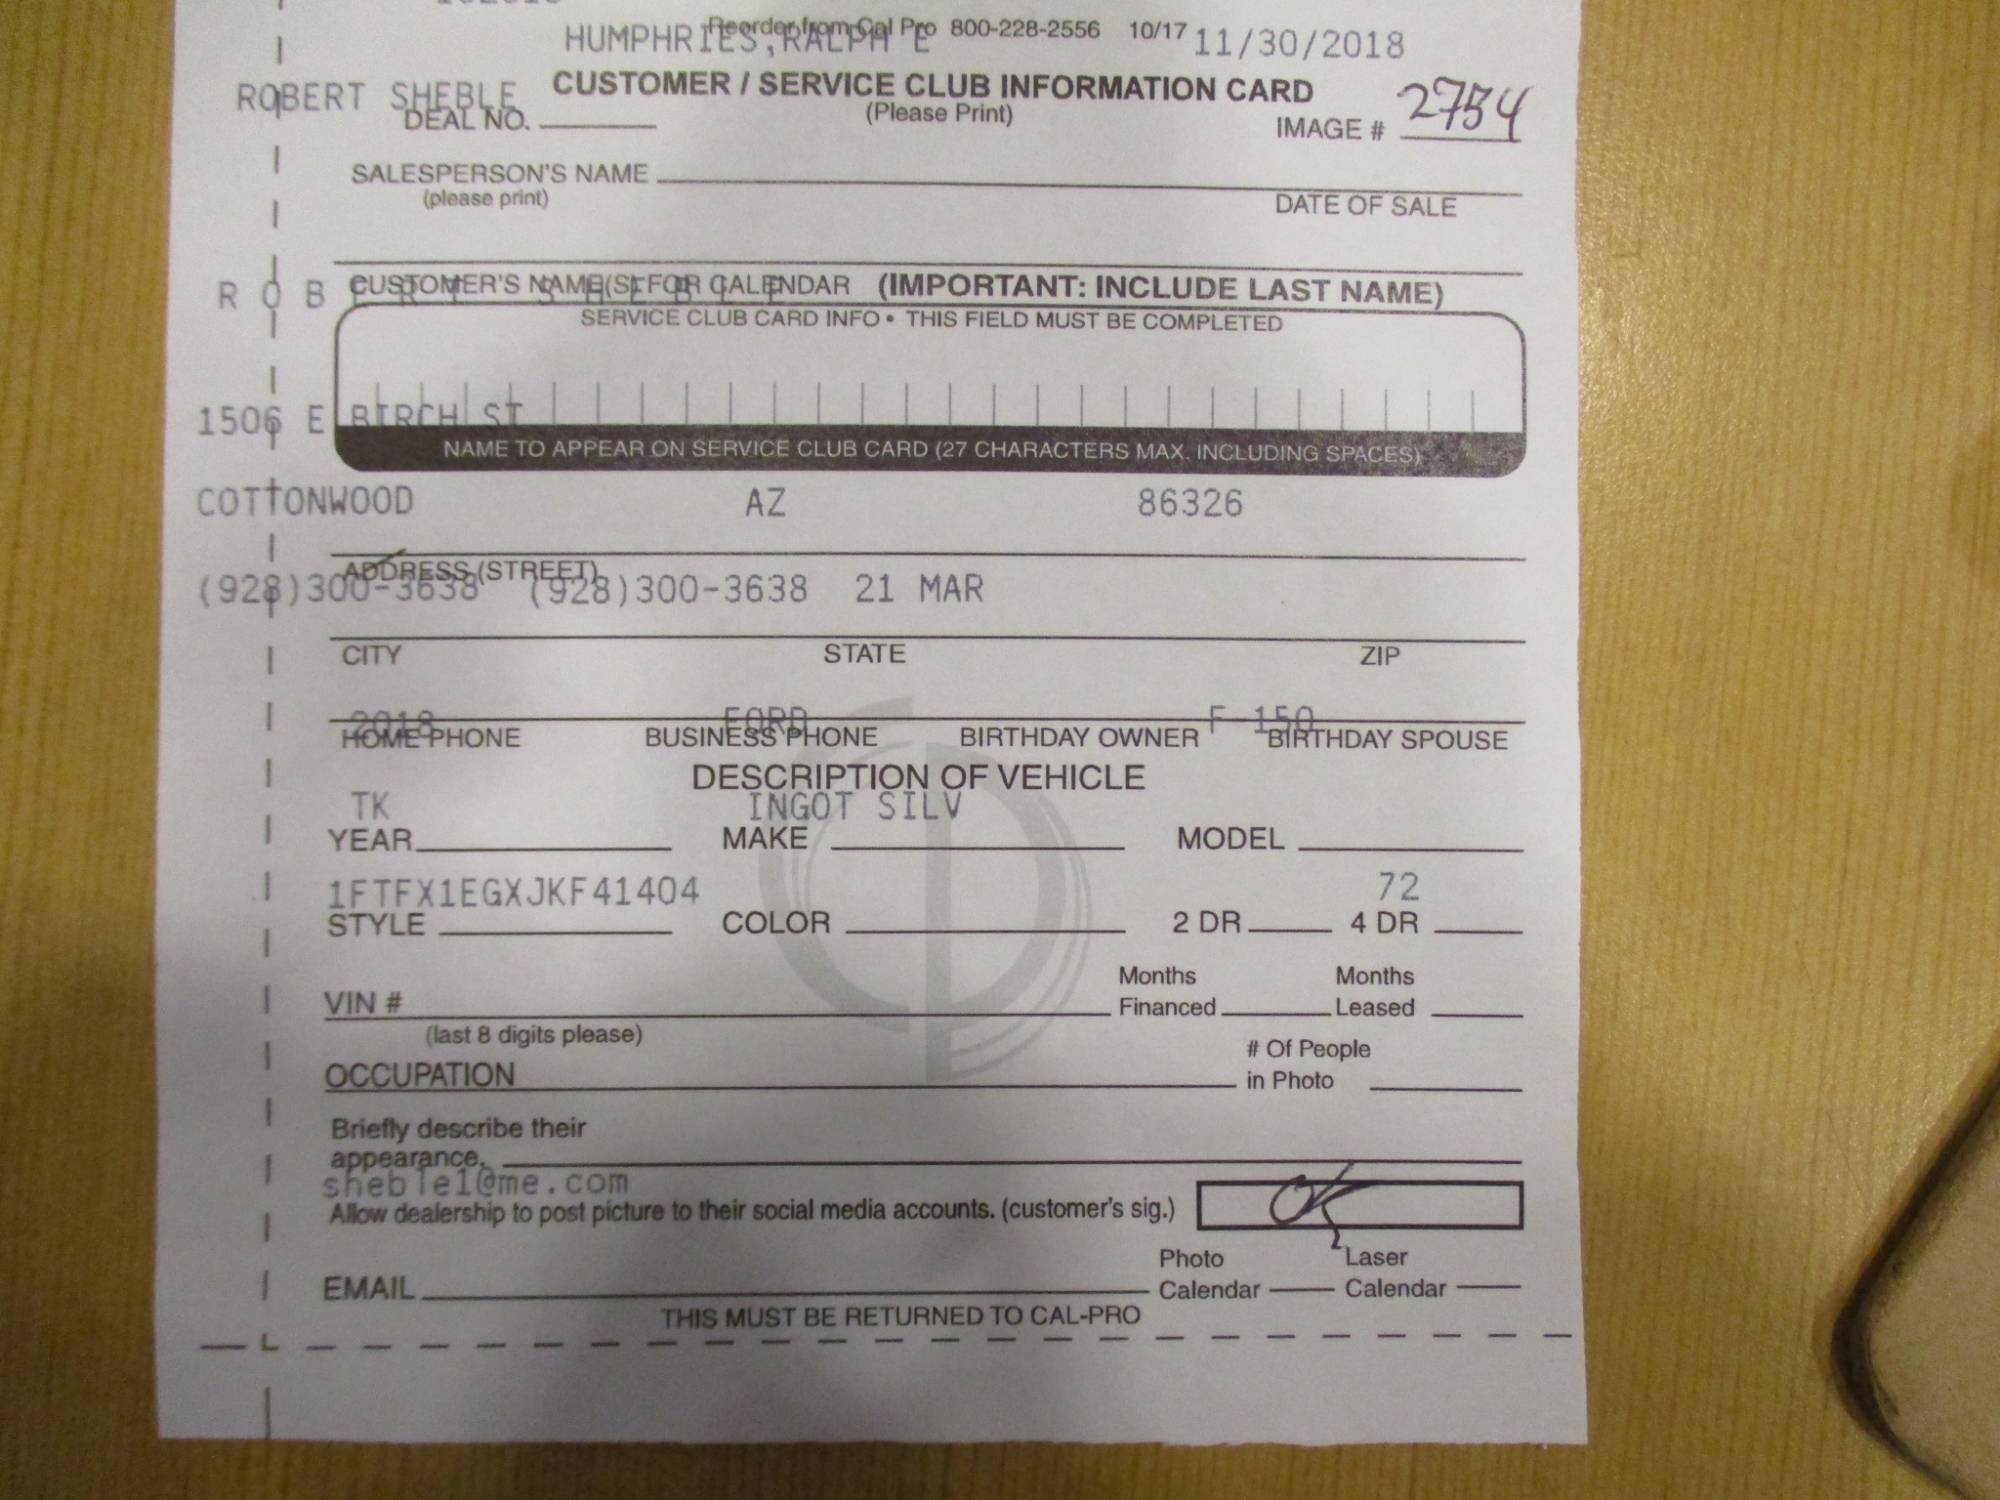 Reorder from Cal Pro 800-228-2556 10/17
HUMPHRIES,RALPH E 11/30/2018
CUSTOMER / SERVICE CLUB INFORMATION CARD
ROBERT SHEBLE
(Please Print)
DEAL NO.
IMAGE # 2754
SALESPERSON'S NAME
(please print)
DATE OF SALE
CUSTOMER'S NAME(S) FOR CALENDAR (IMPORTANT: INCLUDE LAST NAME)
R O B E R T S H E B L E
SERVICE CLUB CARD INFO • THIS FIELD MUST BE COMPLETED
1506 E BIRCH ST
NAME TO APPEAR ON SERVICE CLUB CARD (27 CHARACTERS MAX. INCLUDING SPACES)
COTTONWOOD AZ 86326
ADDRESS (STREET)
(928)300-3638 (928)300-3638 21 MAR
CITY STATE ZIP
2018 FORD F-150
HOME PHONE BUSINESS PHONE BIRTHDAY OWNER BIRTHDAY SPOUSE
DESCRIPTION OF VEHICLE
TK INGOT SILV
YEAR MAKE MODEL
1FTFX1EGXJKF41404 72
STYLE COLOR 2 DR 4 DR
Months Months
VIN # Financed Leased
(last 8 digits please)
# Of People
OCCUPATION in Photo
Briefly describe their
appearance.
sheble1@me.com
Allow dealership to post picture to their social media accounts. (customer's sig.)
Photo Laser
EMAIL Calendar Calendar
THIS MUST BE RETURNED TO CAL-PRO